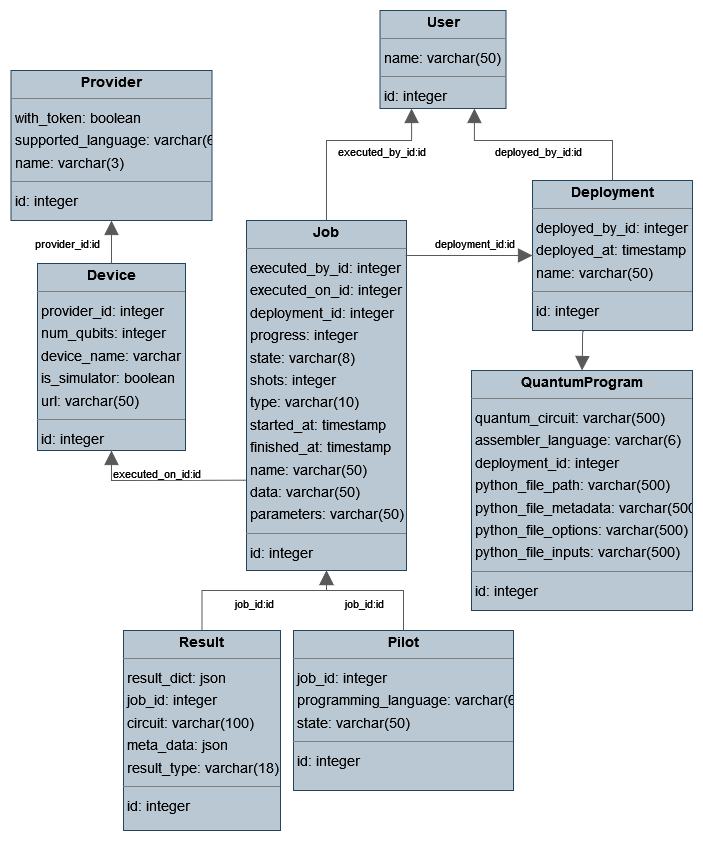 User
name: varchar(50)
id: integer
Provider
with_token: boolean
supported_language: varchar(6
name: varchar(3)
id: integer
executed_by_id:id
deployed_by_id:id
Deployment
deployed_by_id: integer
deployed_at: timestamp
name: varchar(50)
id: integer
provider_id:id
Job
executed_by_id: integer
executed_on_id: integer
deployment_id: integer
progress: integer
state: varchar(8)
shots: integer
type: varchar(10)
started_at: timestamp
finished_at: timestamp
name: varchar(50)
data: varchar(50)
parameters: varchar(50)
id: integer
deployment_id:id
Device
provider_id: integer
num_qubits: integer
device_name: varchar
is_simulator: boolean
url: varchar(50)
id: integer
executed_on_id:id
QuantumProgram
quantum_circuit: varchar(500)
assembler_language: varchar(6)
deployment_id: integer
python_file_path: varchar(500)
python_file_metadata: varchar(500
python_file_options: varchar(500)
python_file_inputs: varchar(500)
id: integer
job_id:id
job_id:id
Result
result_dict: json
job_id: integer
circuit: varchar(100)
meta_data: json
result_type: varchar(18)
id: integer
Pilot
job_id: integer
programming_language: varchar(6
state: varchar(50)
id: integer